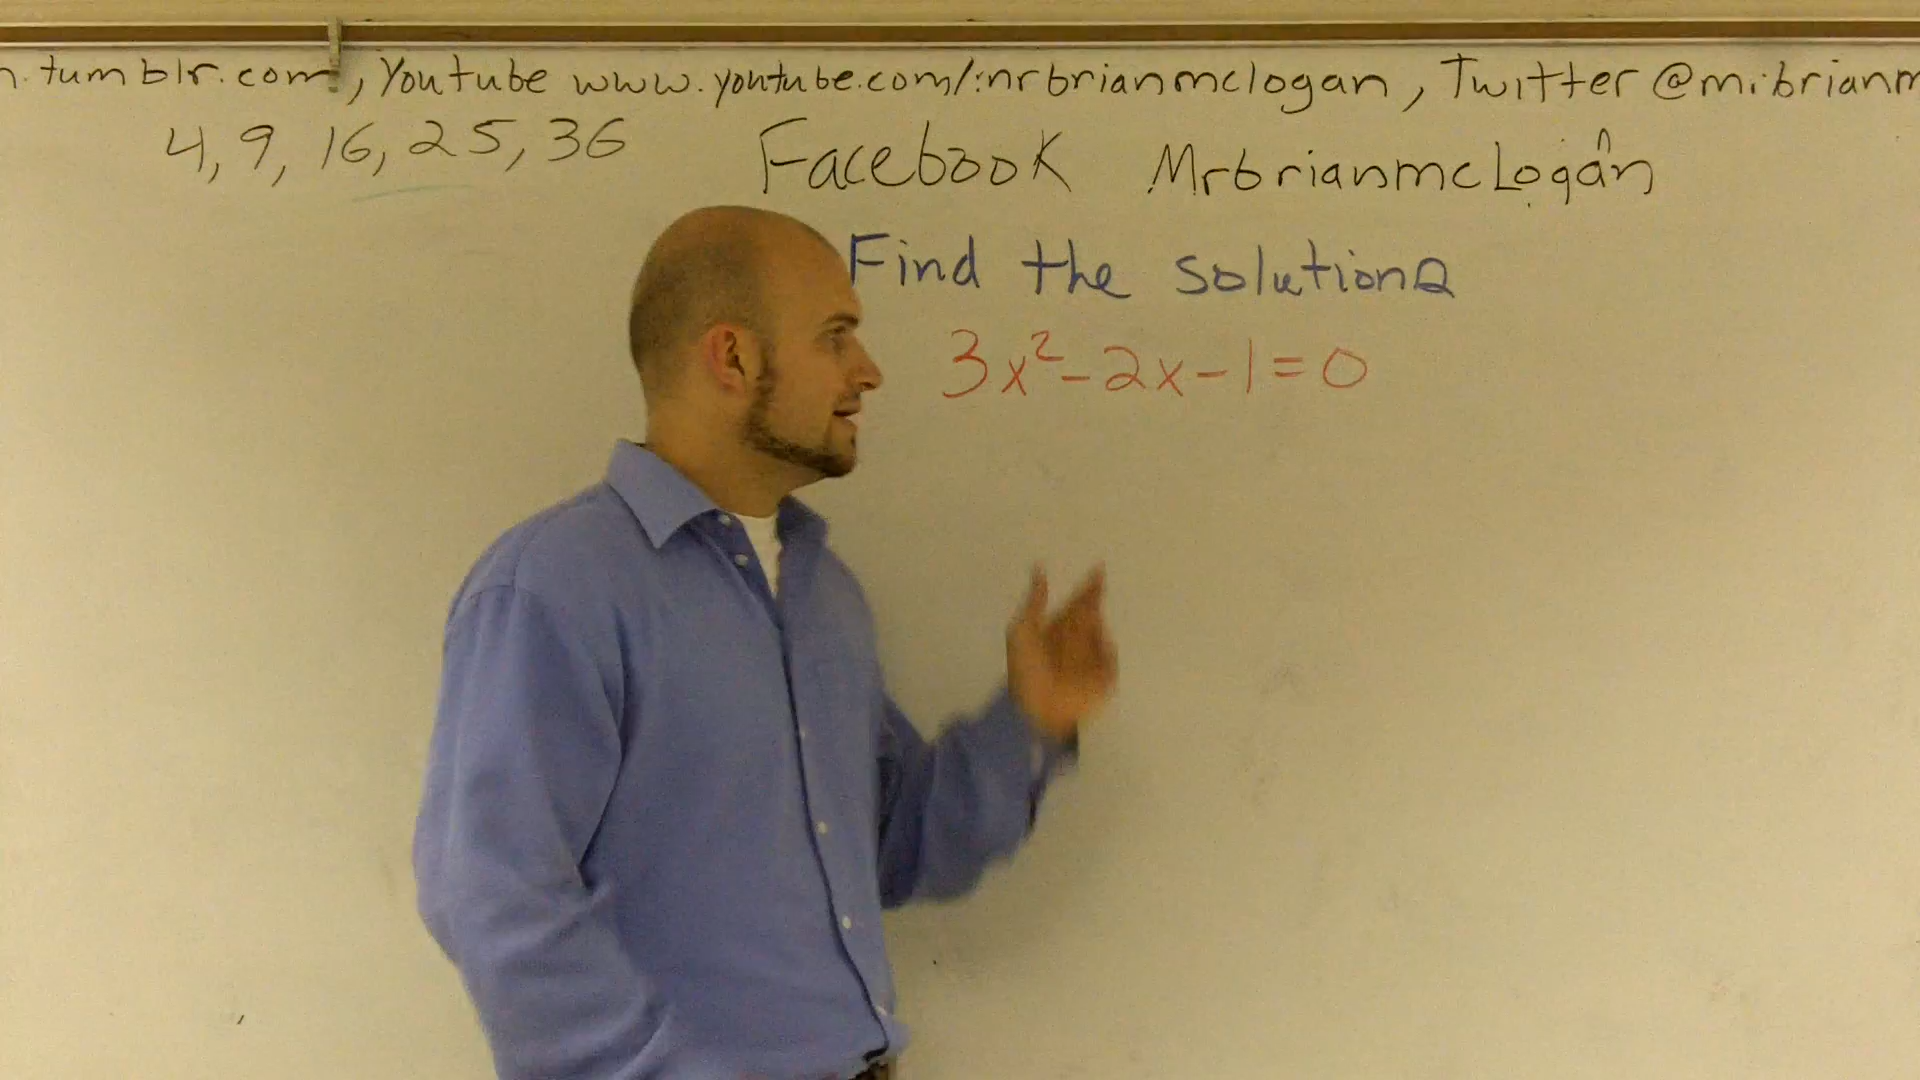 n.tumblr.com, Youtube www.youtube.com/mrbrianmclogan, Twitter @mrbrianm
4, 9, 16, 25, 36
Facebook MrbrianmcLogan
Find the solutions
3x²-2x-1=0